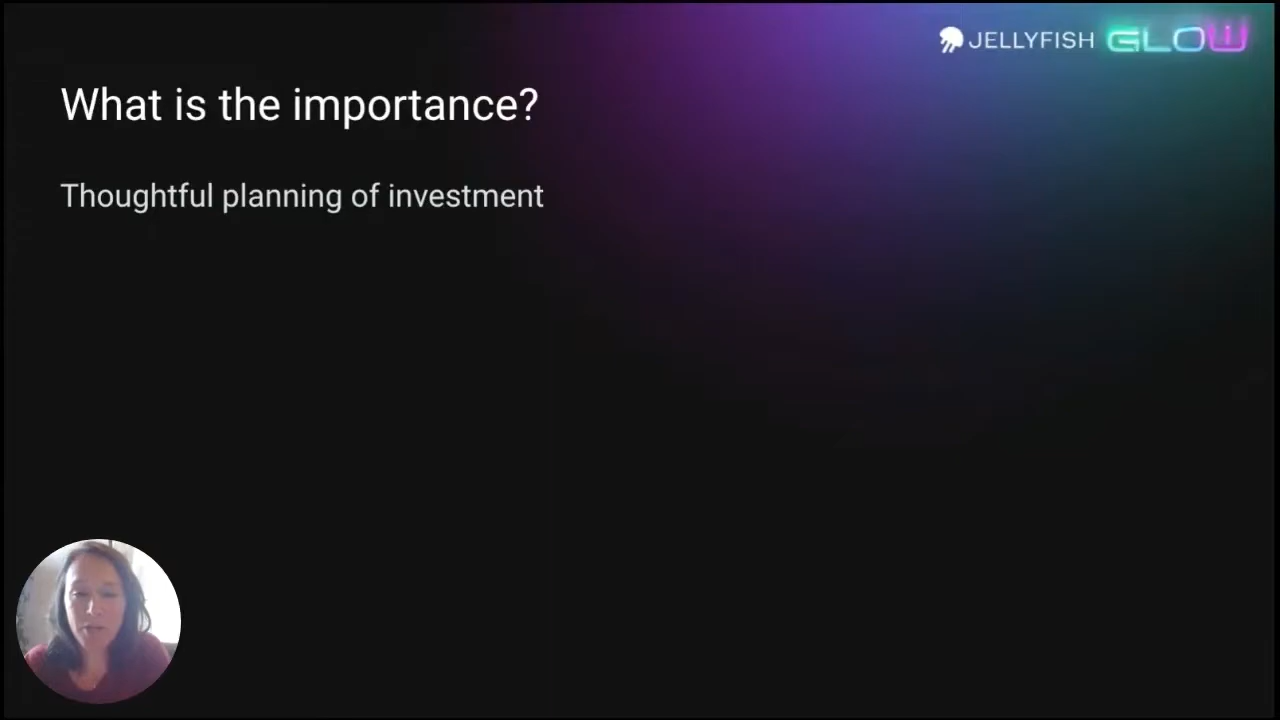 JELLYFISH GLOW
What is the importance?
Thoughtful planning of investment